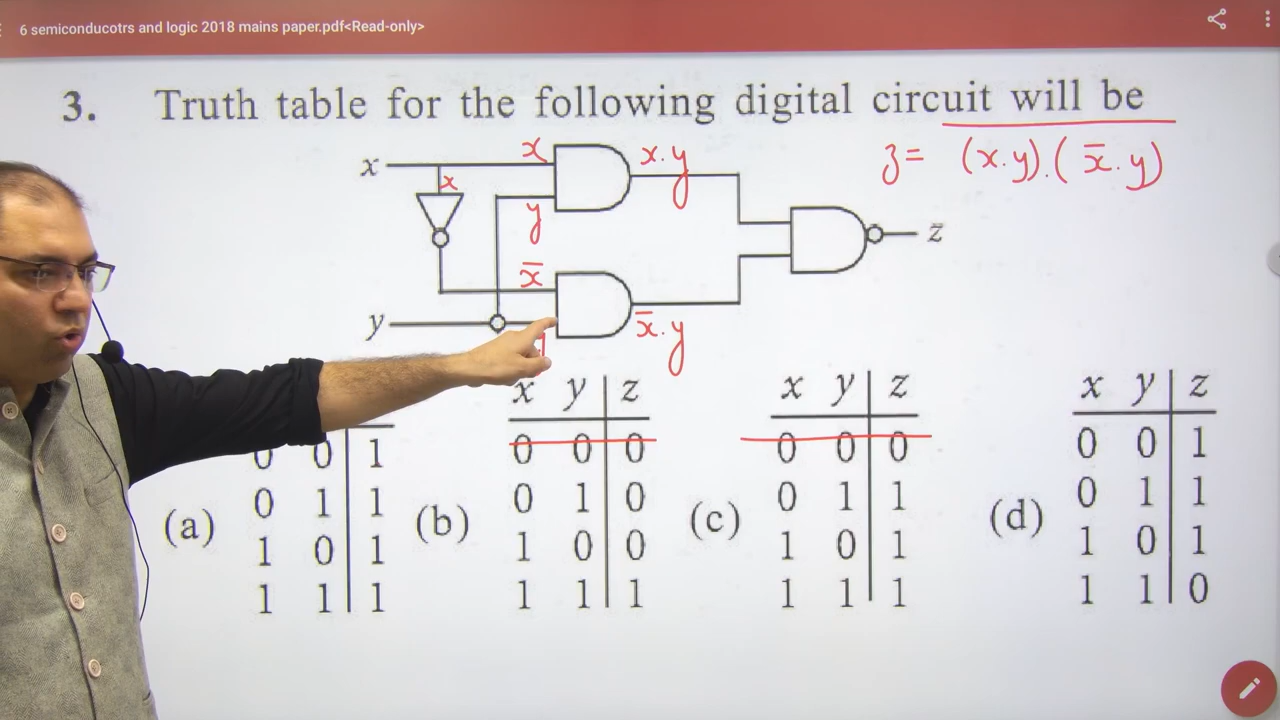 6 semiconducotrs and logic 2018 mains paper.pdf<Read-only>
3. Truth table for the following digital circuit will be
z = (x.y).(x̄.y)
x
x
x
y
x.y
z
x̄
y
x̄.y
x y z
x y z
x y z
(a)
0 0 1
0 1 1
1 0 1
1 1 1
(b)
0 0 0
0 1 0
1 0 0
1 1 1
(c)
0 0 0
0 1 1
1 0 1
1 1 1
(d)
0 0 1
0 1 1
1 0 1
1 1 0